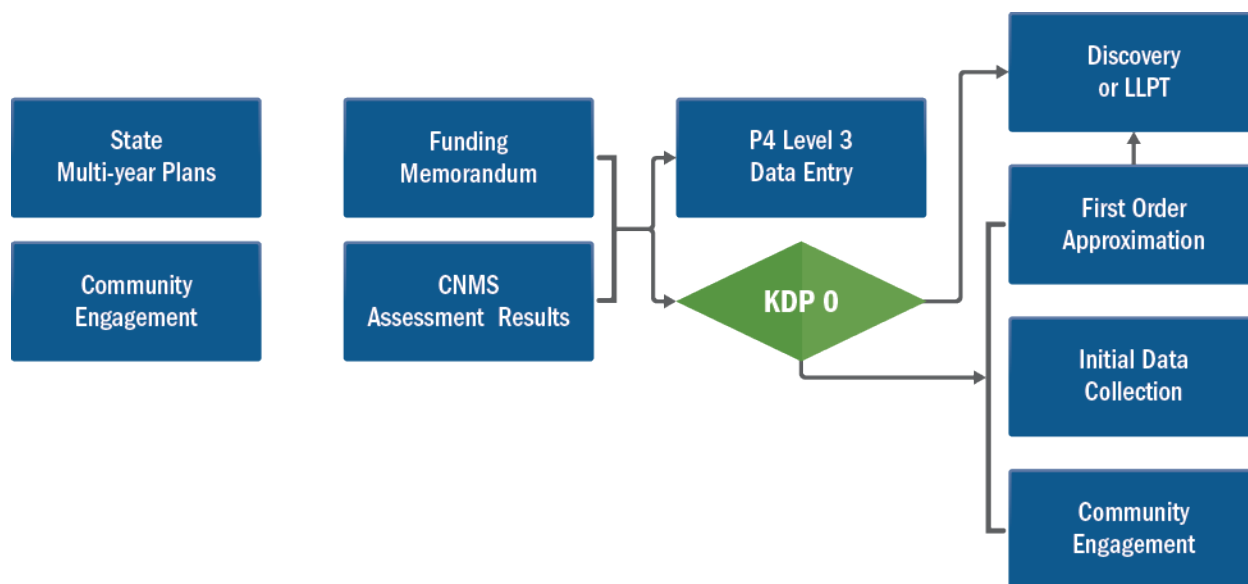 State
Multi-year Plans
Community
Engagement
Funding
Memorandum
CNMS
Assessment Results
P4 Level 3
Data Entry
KDP 0
Discovery
or LLPT
First Order
Approximation
Initial Data
Collection
Community
Engagement